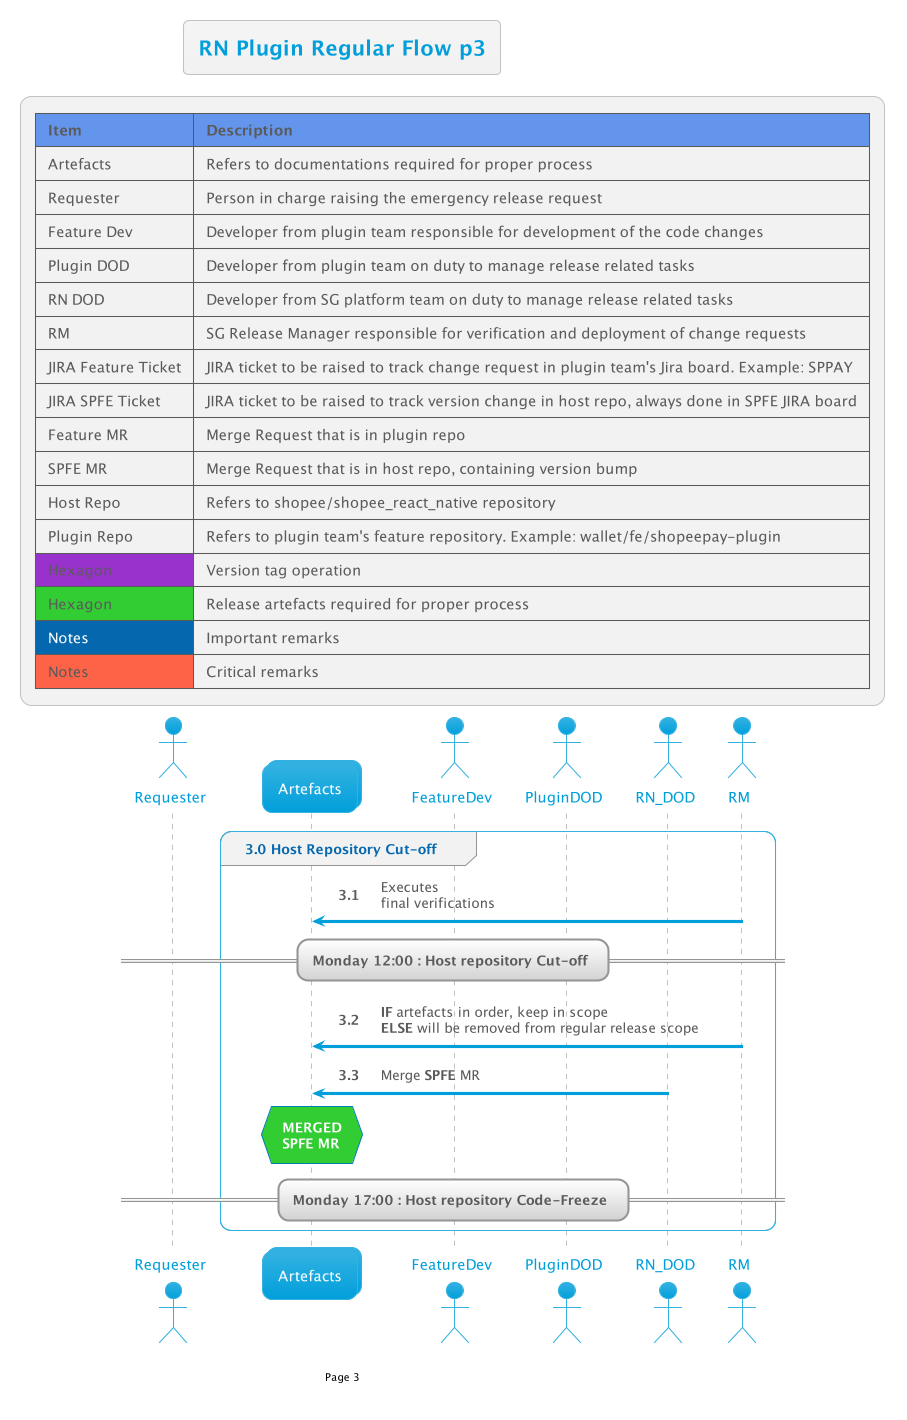 RN Plugin Regular Flow p3
Item Description
Artefacts Refers to documentations required for proper process
Requester Person in charge raising the emergency release request
Feature Dev Developer from plugin team responsible for development of the code changes
Plugin DOD Developer from plugin team on duty to manage release related tasks
RN DOD Developer from SG platform team on duty to manage release related tasks
RM SG Release Manager responsible for verification and deployment of change requests
JIRA Feature Ticket JIRA ticket to be raised to track change request in plugin team's Jira board. Example: SPPAY
JIRA SPFE Ticket JIRA ticket to be raised to track version change in host repo, always done in SPFE JIRA board
Feature MR Merge Request that is in plugin repo
SPFE MR Merge Request that is in host repo, containing version bump
Host Repo Refers to shopee/shopee_react_native repository
Plugin Repo Refers to plugin team's feature repository. Example: wallet/fe/shopeepay-plugin
Hexagon Version tag operation
Hexagon Release artefacts required for proper process
Notes Important remarks
Notes Critical remarks
Requester Artefacts FeatureDev PluginDOD RN_DOD RM
3.0 Host Repository Cut-off
3.1 Executes
final verifications
Monday 12:00 : Host repository Cut-off
3.2 IF artefacts in order, keep in scope
ELSE will be removed from regular release scope
3.3 Merge SPFE MR
MERGED
SPFE MR
Monday 17:00 : Host repository Code-Freeze
Requester Artefacts FeatureDev PluginDOD RN_DOD RM
Page 3